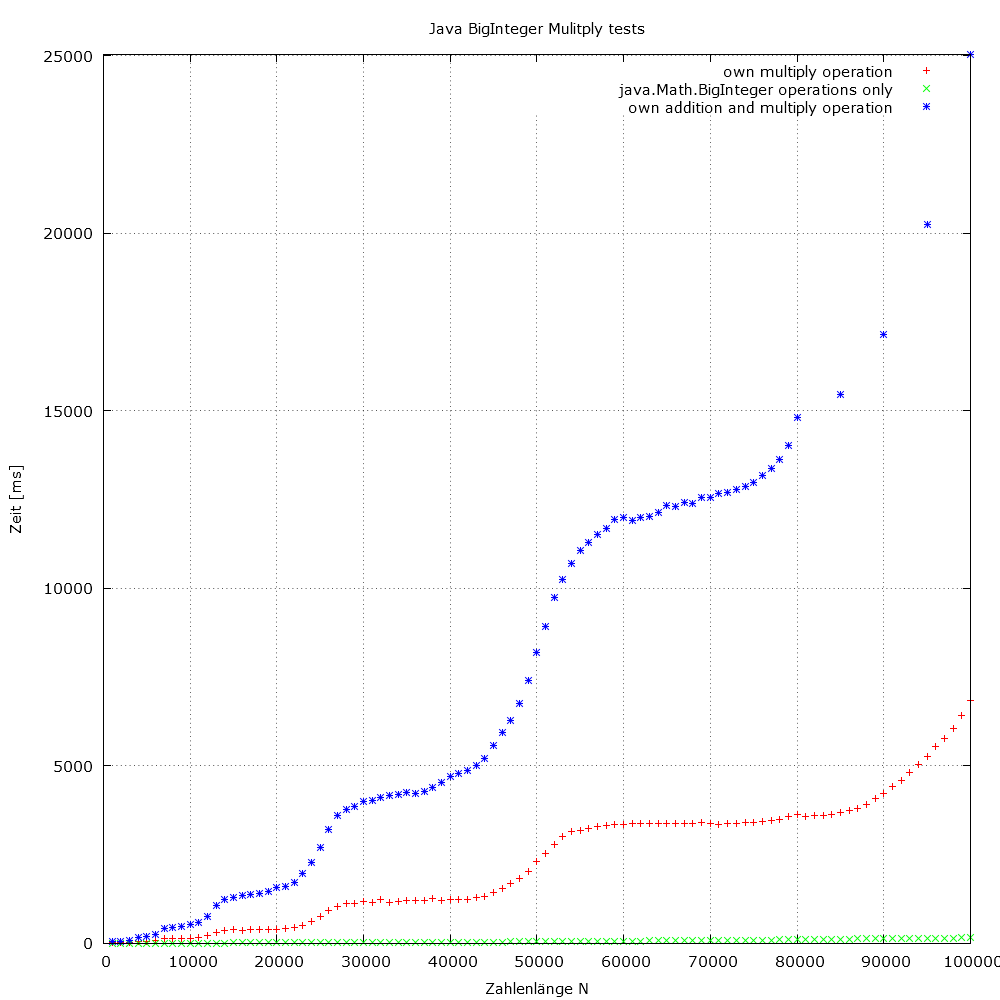 Java BigInteger Mulitply tests
25000
own multiply operation
java.Math.BigInteger operations only
own addition and multiply operation
20000
15000
Zeit [ms]
10000
5000
0
0 10000 20000 30000 40000 50000 60000 70000 80000 90000 100000
Zahlenlänge N